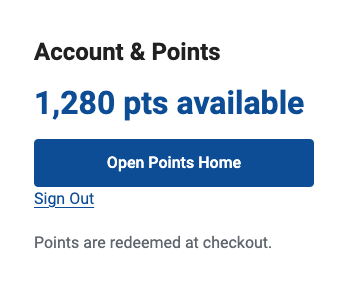 Account & Points
1,280 pts available
Open Points Home
Sign Out
Points are redeemed at checkout.